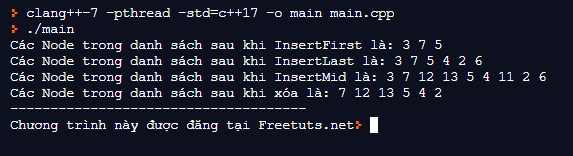 > clang++-7 -pthread -std=c++17 -o main main.cpp
> ./main
Các Node trong danh sách sau khi InsertFirst là: 3 7 5
Các Node trong danh sách sau khi InsertLast là: 3 7 5 4 2 6
Các Node trong danh sách sau khi InsertMid là: 3 7 12 13 5 4 11 2 6
Các Node trong danh sách sau khi xóa là: 7 12 13 5 4 2
-------------------------------------
Chương trình này được đăng tại Freetuts.net>